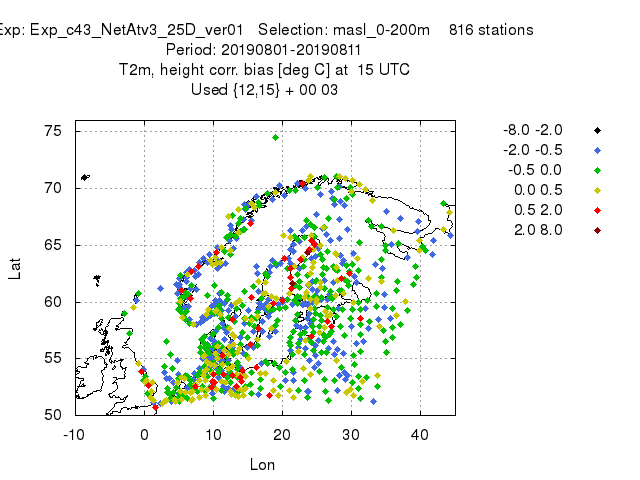 Exp: Exp_c43_NetAtv3_25D_ver01 Selection: masl_0-200m 816 stations
Period: 20190801-20190811
T2m, height corr. bias [deg C] at 15 UTC
Used {12,15} + 00 03
-8.0 -2.0
-2.0 -0.5
-0.5 0.0
0.0 0.5
0.5 2.0
2.0 8.0
75
70
65
60
55
50
Lat
-10 0 10 20 30 40
Lon